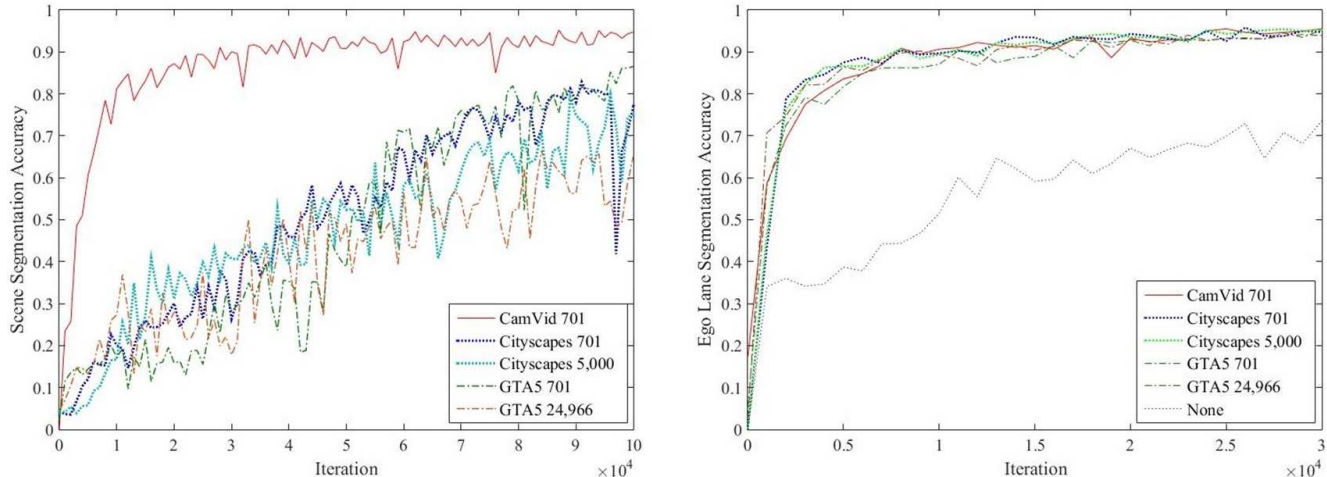 Scene Segmentation Accuracy
1
0.9
0.8
0.7
0.6
0.5
0.4
0.3
0.2
0.1
0
0 1 2 3 4 5 6 7 8 9 10
Iteration
×10⁴
CamVid 701
Cityscapes 701
Cityscapes 5,000
GTA5 701
GTA5 24,966
Ego Lane Segmentation Accuracy
1
0.9
0.8
0.7
0.6
0.5
0.4
0.3
0.2
0.1
0
0 0.5 1 1.5 2 2.5 3
Iteration
×10⁴
CamVid 701
Cityscapes 701
Cityscapes 5,000
GTA5 701
GTA5 24,966
None